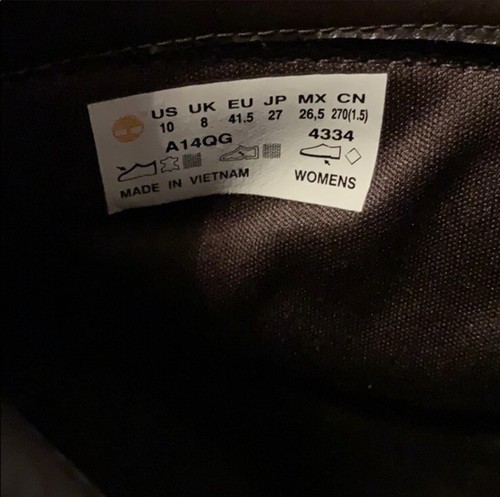 US UK EU JP MX CN
10 8 41.5 27 26,5 270(1.5)
A14QG 4334
MADE IN VIETNAM WOMENS